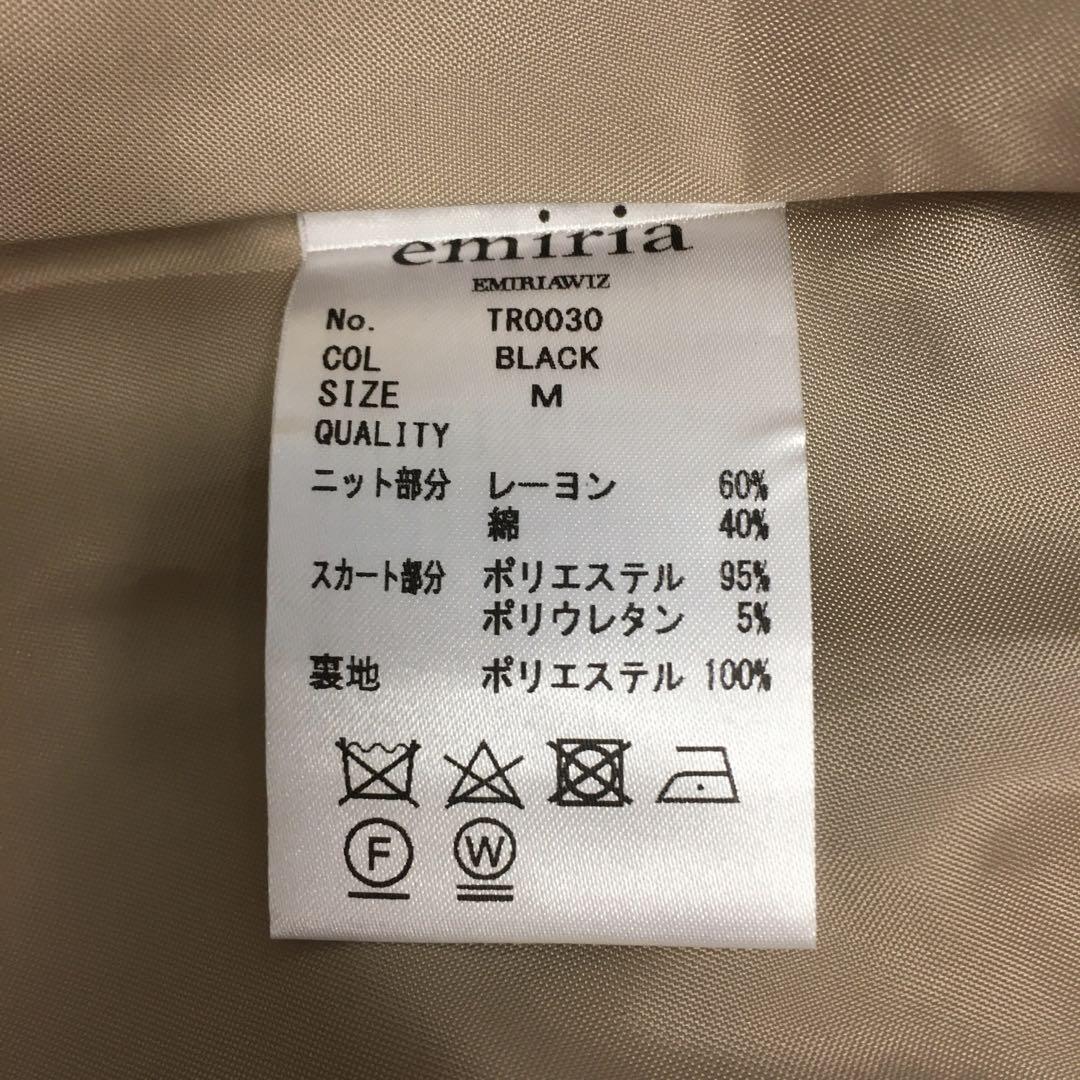 emiria
EMIRIAWIZ
No. TR0030
COL BLACK
SIZE M
QUALITY
ニット部分 レーヨン 60%
綿 40%
スカート部分 ポリエステル 95%
ポリウレタン 5%
裏地 ポリエステル 100%
F W